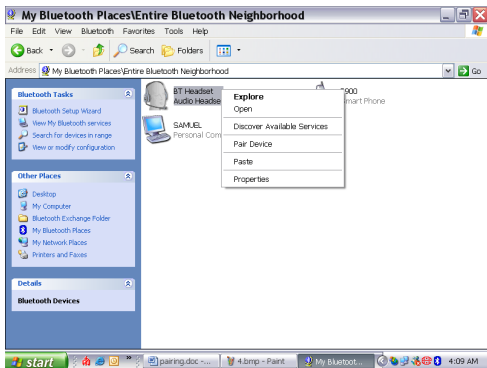 My Bluetooth Places\Entire Bluetooth Neighborhood
File Edit View Bluetooth Favorites Tools Help
Back Search Folders
Address My Bluetooth Places\Entire Bluetooth Neighborhood Go
Bluetooth Tasks
Bluetooth Setup Wizard
View My Bluetooth services
Search for devices in range
View or modify configuration
Other Places
Desktop
My Computer
Bluetooth Exchange Folder
My Bluetooth Places
My Network Places
Printers and Faxes
Details
Bluetooth Devices
BT Headset
Audio Headse
SAMUEL
Personal Com
Explore
Open
Discover Available Services
Pair Device
Paste
Properties
900
mart Phone
start pairing.doc -... 4.bmp - Paint My Bluetoot... 4:09 AM